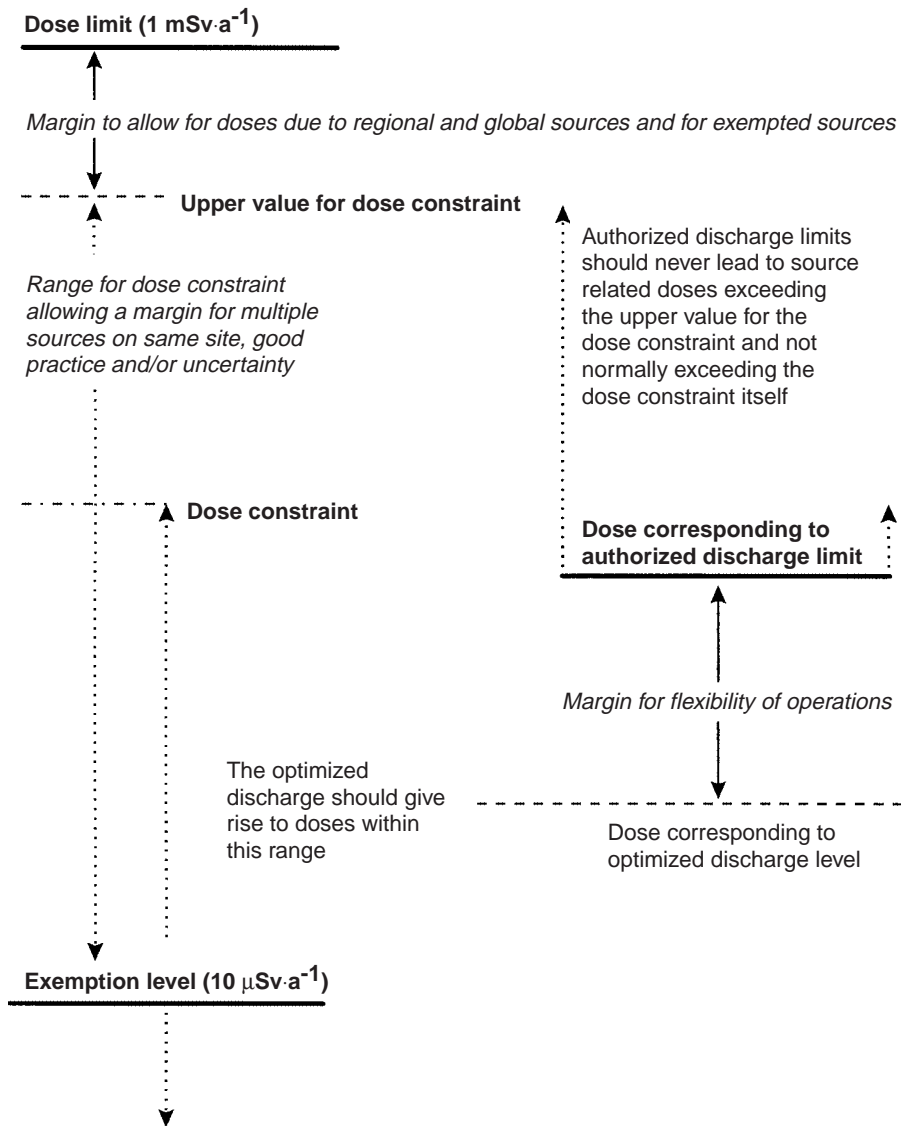 Dose limit (1 mSv·a-1)
Margin to allow for doses due to regional and global sources and for exempted sources
Upper value for dose constraint
Range for dose constraint
allowing a margin for multiple
sources on same site, good
practice and/or uncertainty
Authorized discharge limits
should never lead to source
related doses exceeding
the upper value for the
dose constraint and not
normally exceeding the
dose constraint itself
Dose constraint
Dose corresponding to
authorized discharge limit
Margin for flexibility of operations
The optimized
discharge should give
rise to doses within
this range
Dose corresponding to
optimized discharge level
Exemption level (10 μSv·a-1)